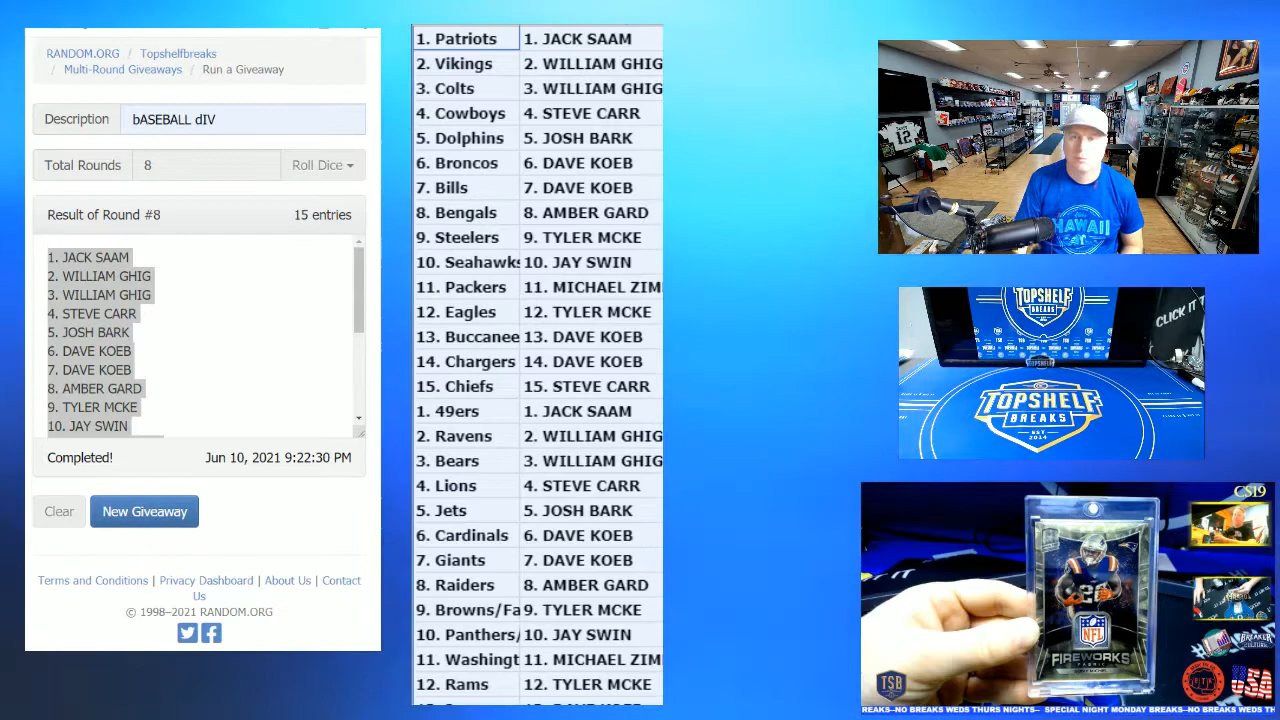 RANDOM.ORG / Topshelfbreaks
/ Multi-Round Giveaways / Run a Giveaway
Description bASEBALL dIV
Total Rounds 8 Roll Dice
Result of Round #8 15 entries
1. JACK SAAM
2. WILLIAM GHIG
3. WILLIAM GHIG
4. STEVE CARR
5. JOSH BARK
6. DAVE KOEB
7. DAVE KOEB
8. AMBER GARD
9. TYLER MCKE
10. JAY SWIN
Completed! Jun 10, 2021 9:22:30 PM
Clear New Giveaway
Terms and Conditions | Privacy Dashboard | About Us | Contact
Us
© 1998–2021 RANDOM.ORG
1. Patriots 1. JACK SAAM
2. Vikings 2. WILLIAM GHIG
3. Colts 3. WILLIAM GHIG
4. Cowboys 4. STEVE CARR
5. Dolphins 5. JOSH BARK
6. Broncos 6. DAVE KOEB
7. Bills 7. DAVE KOEB
8. Bengals 8. AMBER GARD
9. Steelers 9. TYLER MCKE
10. Seahawks 10. JAY SWIN
11. Packers 11. MICHAEL ZIM
12. Eagles 12. TYLER MCKE
13. Buccanee 13. DAVE KOEB
14. Chargers 14. DAVE KOEB
15. Chiefs 15. STEVE CARR
1. 49ers 1. JACK SAAM
2. Ravens 2. WILLIAM GHIG
3. Bears 3. WILLIAM GHIG
4. Lions 4. STEVE CARR
5. Jets 5. JOSH BARK
6. Cardinals 6. DAVE KOEB
7. Giants 7. DAVE KOEB
8. Raiders 8. AMBER GARD
9. Browns/Fa 9. TYLER MCKE
10. Panthers/ 10. JAY SWIN
11. Washingt 11. MICHAEL ZIM
12. Rams 12. TYLER MCKE
12
HAWAII
TOPSHELF
BREAKS
CLICK IT
TOPSHELF
BREAKS
EST
2014
CS19
NFL
FIREWORKS
FABRIC
TSB
BREAKER
CULTURE
USA
REAKS--NO BREAKS WEDS THURS NIGHTS-- SPECIAL NIGHT MONDAY BREAKS--NO BREAKS WEDS TH